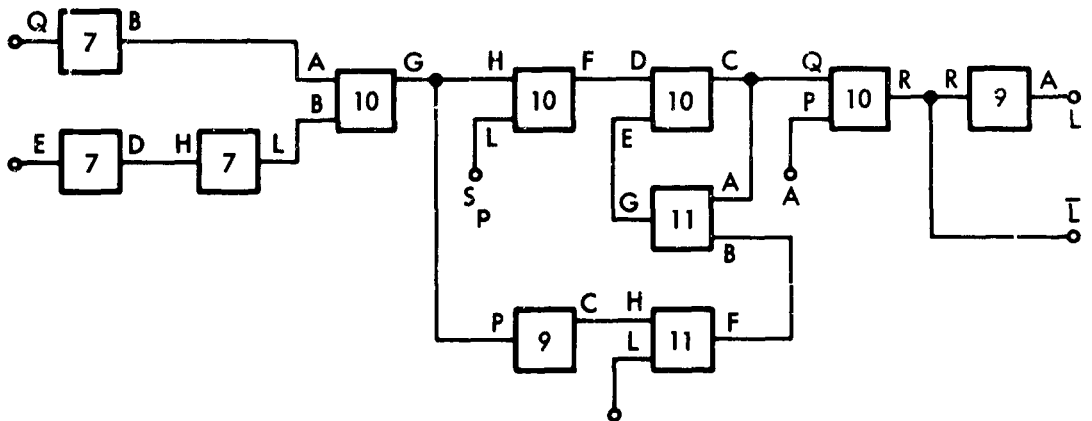 Q 7 B
A G H F D C Q R R A
10 10 10 10 9
B L E P L
E 7 D H 7 L
S P A
G 11 A
B
L̅
P 9 C H 11 F
L